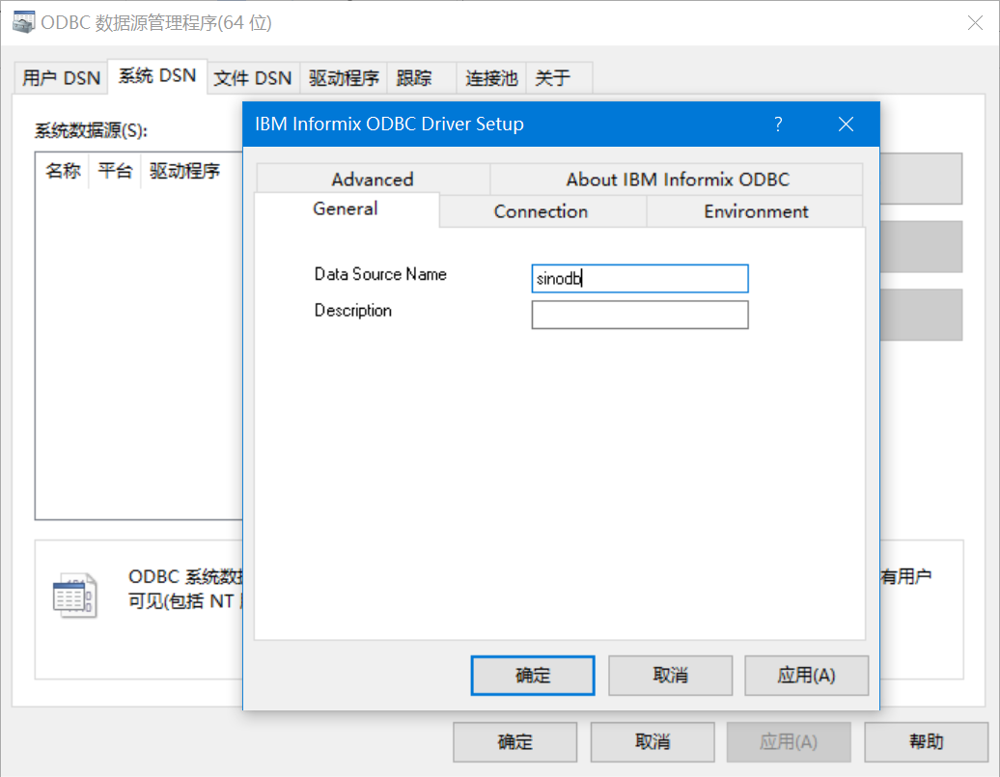 ODBC 数据源管理程序(64 位)
用户 DSN 系统 DSN 文件 DSN 驱动程序 跟踪 连接池 关于
系统数据源(S):
名称 平台 驱动程序
IBM Informix ODBC Driver Setup ?
Advanced About IBM Informix ODBC
General Connection Environment
Data Source Name sinodb
Description
确定 取消 应用(A)
ODBC 系统数据 有用户
可见(包括 NT
确定 取消 应用(A) 帮助